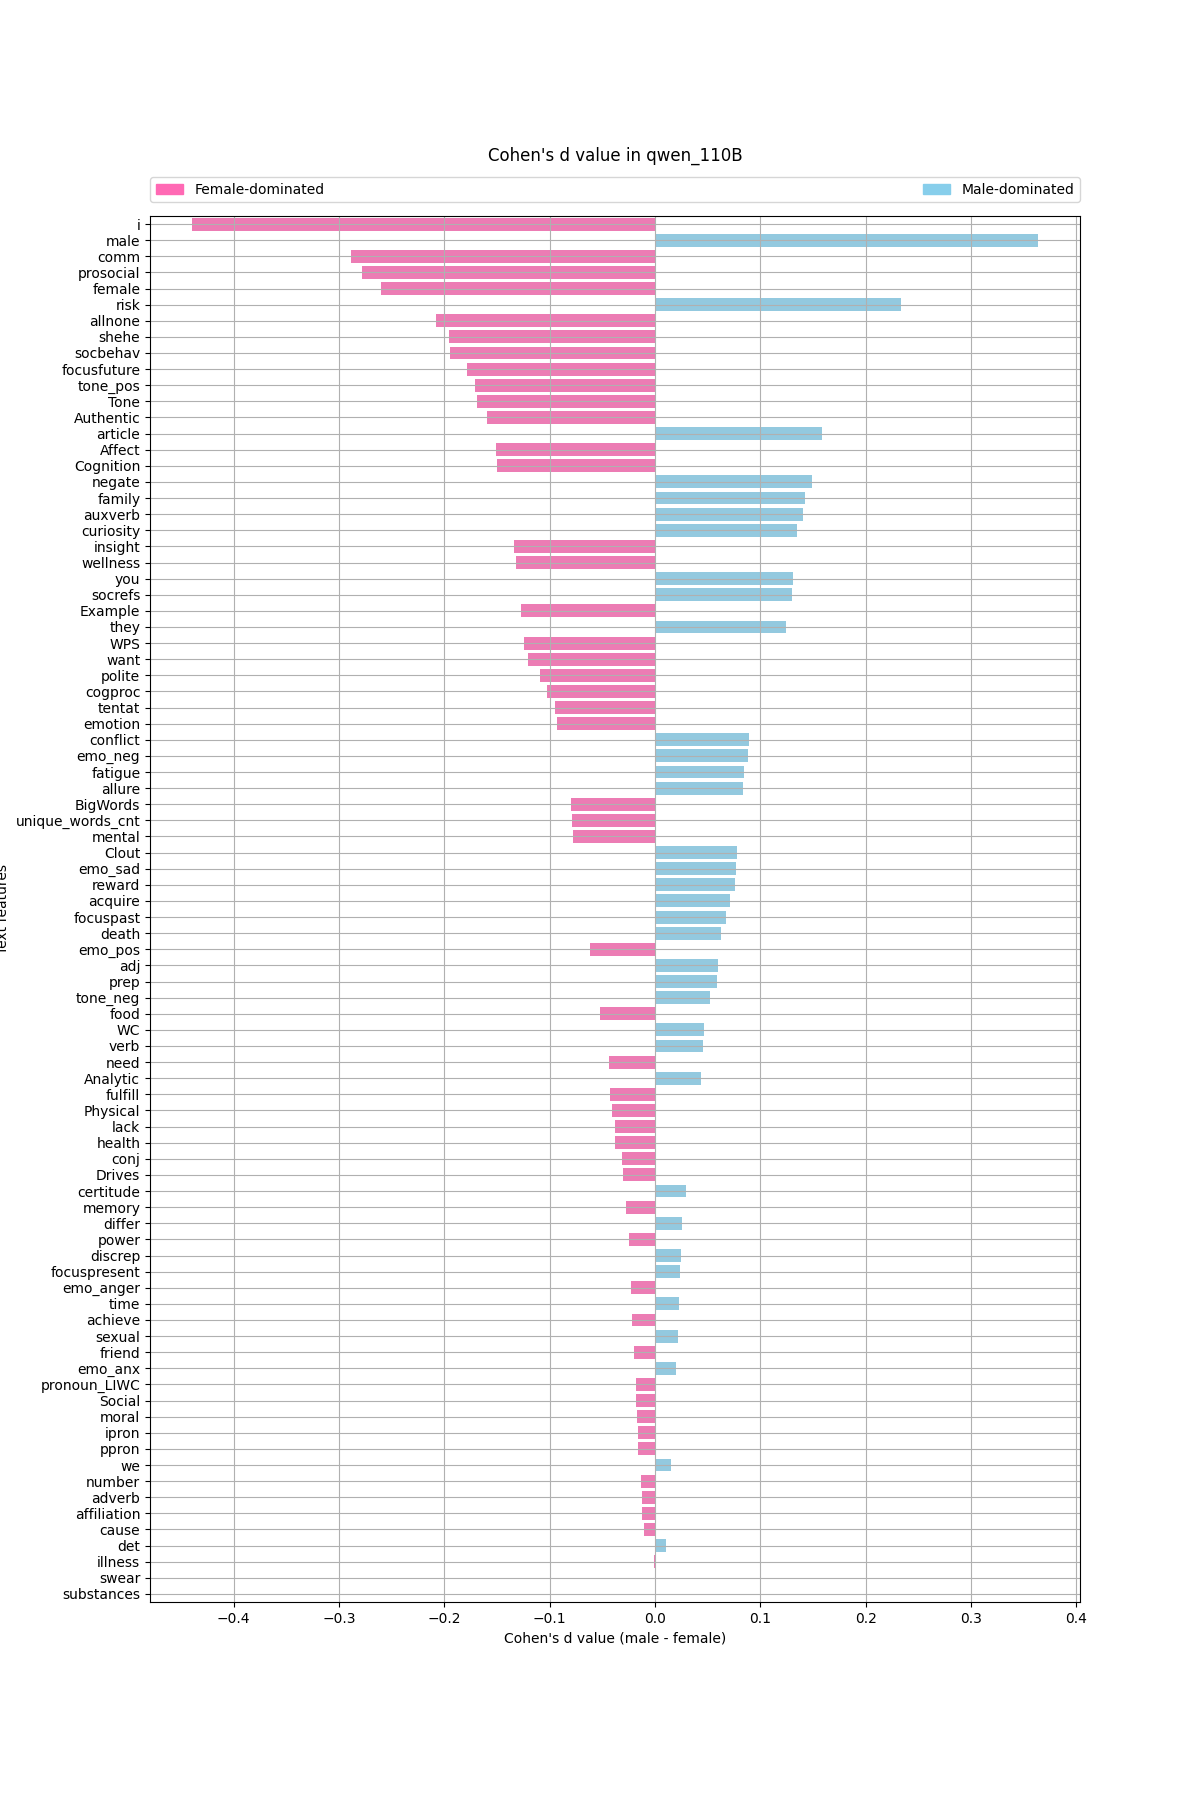 Cohen's d value in qwen_110B
Female-dominated
Male-dominated
i
male
comm
prosocial
female
risk
allnone
shehe
socbehav
focusfuture
tone_pos
Tone
Authentic
article
Affect
Cognition
negate
family
auxverb
curiosity
insight
wellness
you
socrefs
Example
they
WPS
want
polite
cogproc
tentat
emotion
conflict
emo_neg
fatigue
allure
BigWords
unique_words_cnt
mental
Clout
emo_sad
reward
acquire
focuspast
death
emo_pos
adj
prep
tone_neg
food
WC
verb
need
Analytic
fulfill
Physical
lack
health
conj
Drives
certitude
memory
differ
power
discrep
focuspresent
emo_anger
time
achieve
sexual
friend
emo_anx
pronoun_LIWC
Social
moral
ipron
ppron
we
number
adverb
affiliation
cause
det
illness
swear
substances
Text features
−0.4 −0.3 −0.2 −0.1 0.0 0.1 0.2 0.3 0.4
Cohen's d value (male - female)